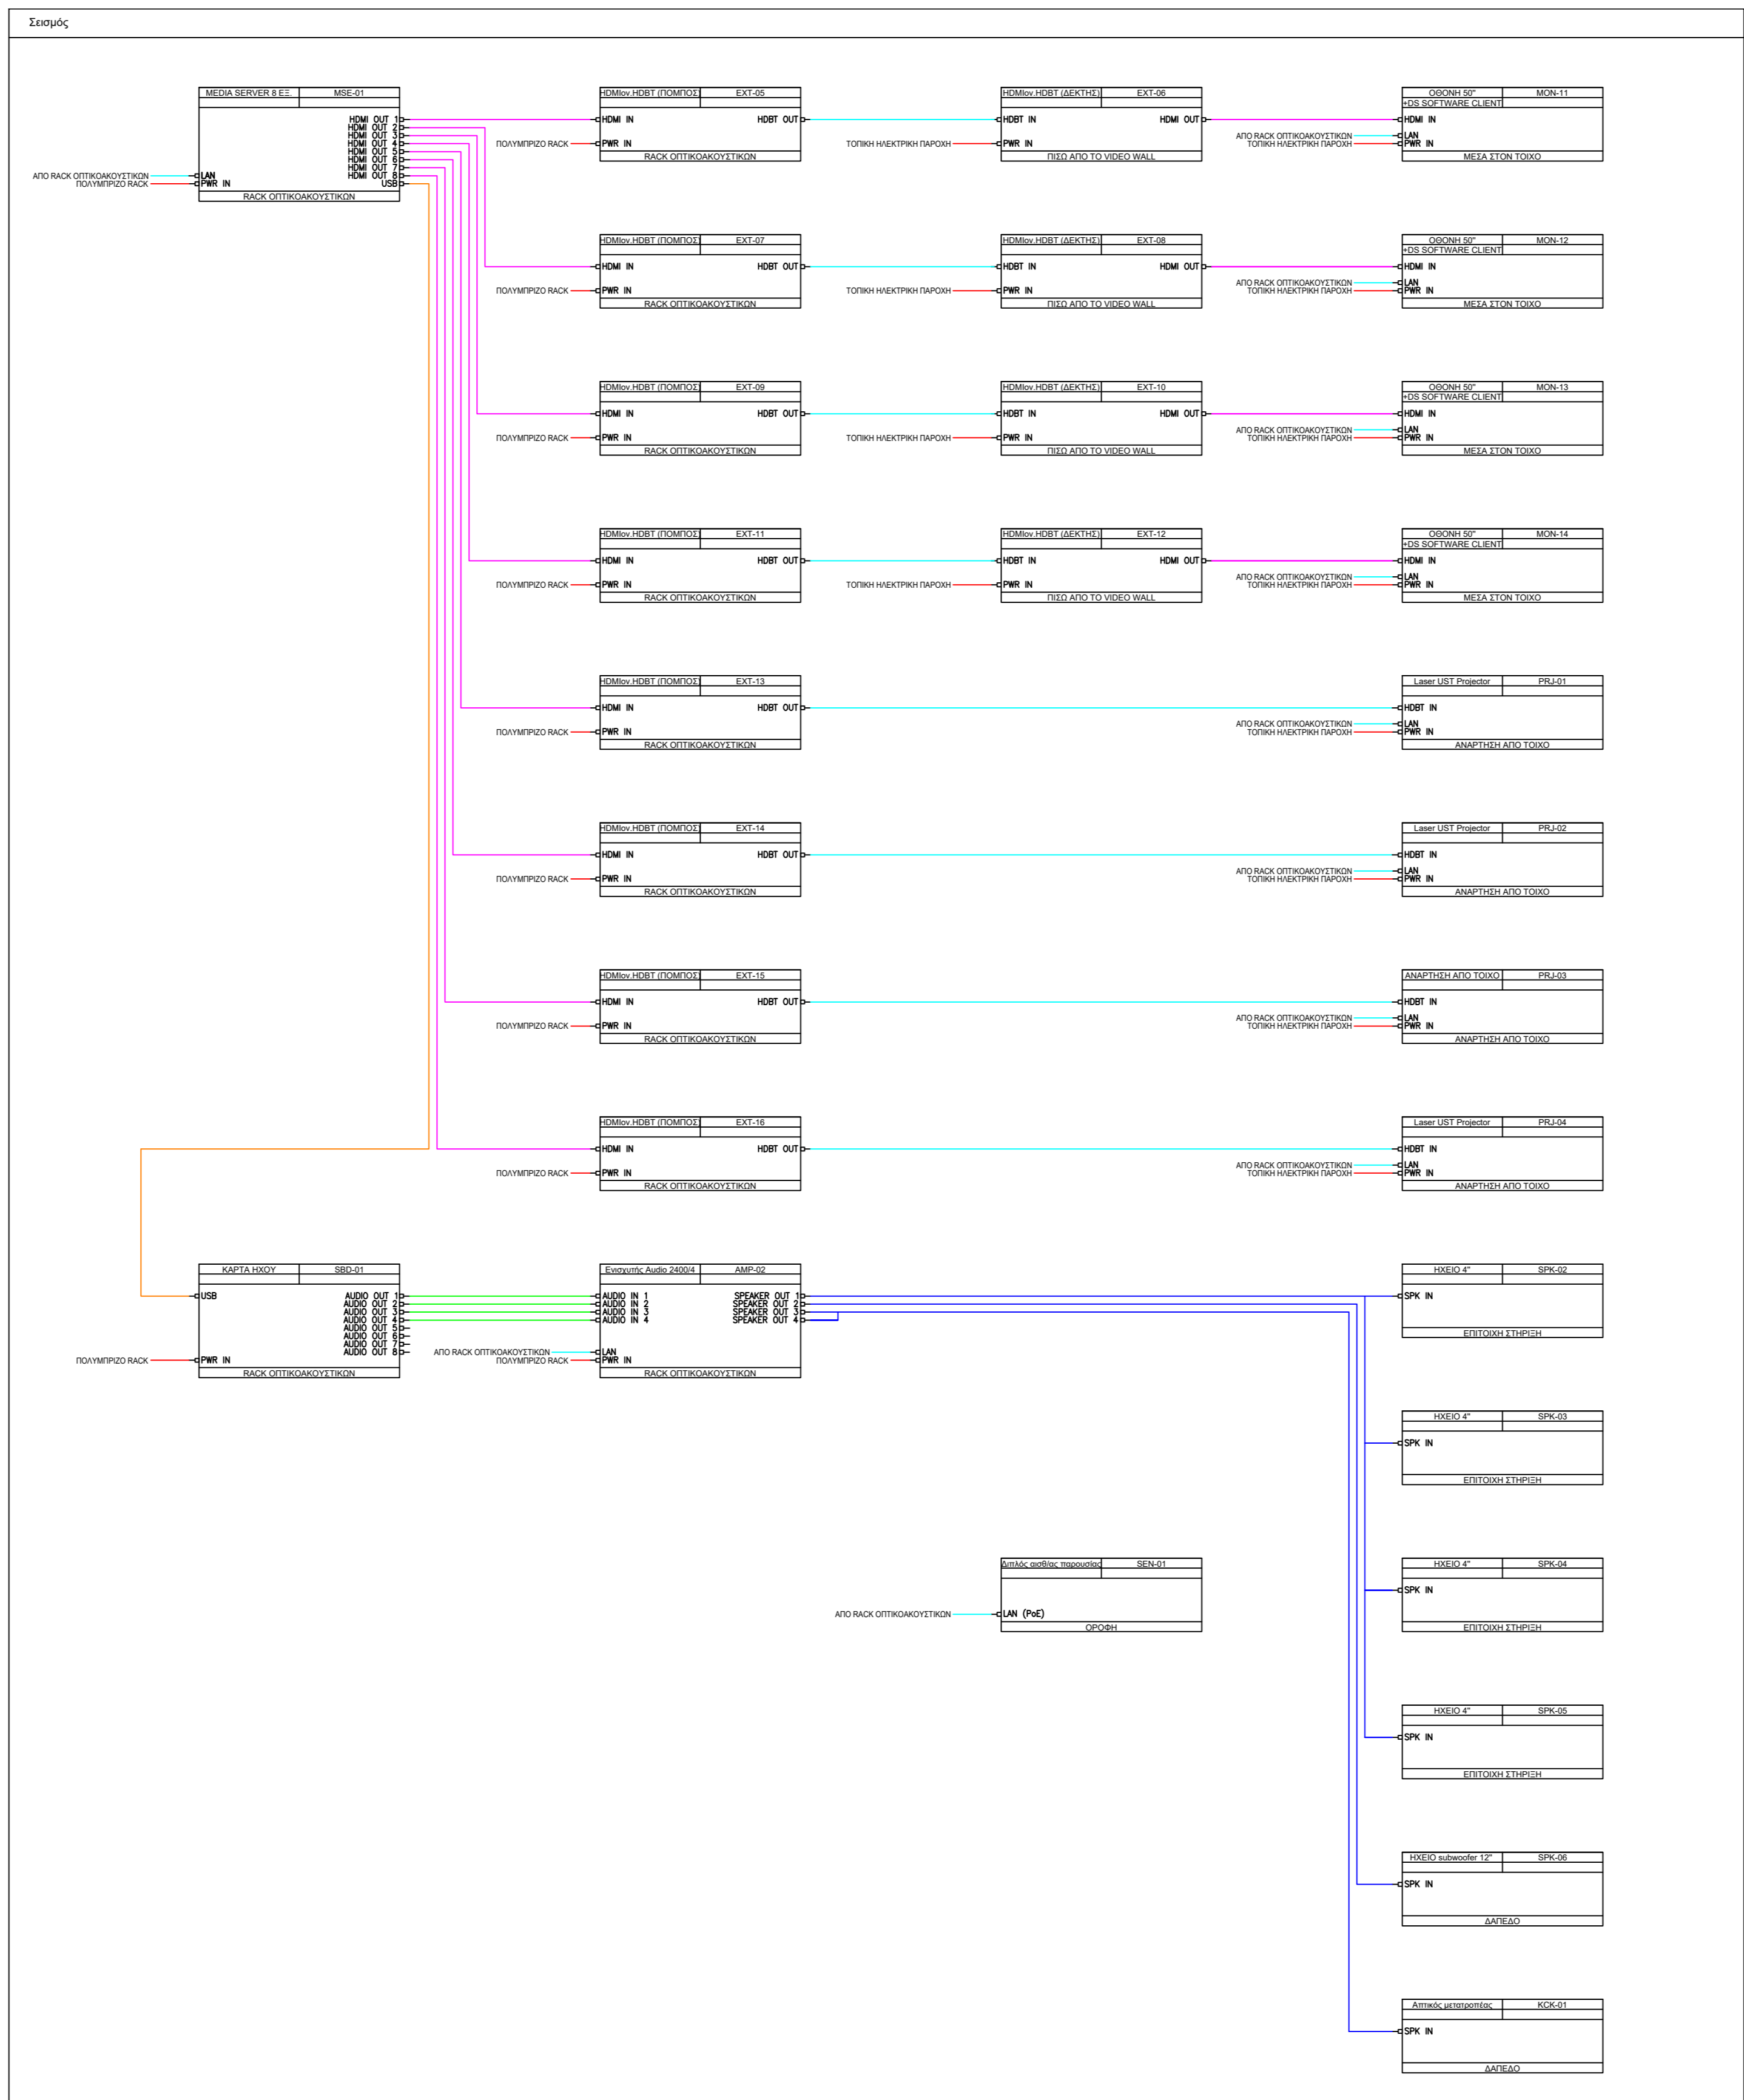 Σεισμός
MEDIA SERVER 8 ΕΞ. MSE-01
HDMI OUT 1
HDMI OUT 2
HDMI OUT 3
HDMI OUT 4
HDMI OUT 5
HDMI OUT 6
HDMI OUT 7
ΑΠΟ RACK ΟΠΤΙΚΟΑΚΟΥΣΤΙΚΩΝ LAN HDMI OUT 8
ΠΟΛΥΜΠΡΙΖΟ RACK PWR IN USB
RACK ΟΠΤΙΚΟΑΚΟΥΣΤΙΚΩΝ
HDMIov.HDBT (ΠΟΜΠΟΣ) EXT-05
HDMI IN HDBT OUT
ΠΟΛΥΜΠΡΙΖΟ RACK PWR IN
RACK ΟΠΤΙΚΟΑΚΟΥΣΤΙΚΩΝ
HDMIov.HDBT (ΔΕΚΤΗΣ) EXT-06
HDBT IN HDMI OUT
ΤΟΠΙΚΗ ΗΛΕΚΤΡΙΚΗ ΠΑΡΟΧΗ PWR IN
ΠΙΣΩ ΑΠΟ ΤΟ VIDEO WALL
ΟΘΟΝΗ 50" MON-11
+DS SOFTWARE CLIENT
HDMI IN
ΑΠΟ RACK ΟΠΤΙΚΟΑΚΟΥΣΤΙΚΩΝ LAN
ΤΟΠΙΚΗ ΗΛΕΚΤΡΙΚΗ ΠΑΡΟΧΗ PWR IN
ΜΕΣΑ ΣΤΟΝ ΤΟΙΧΟ
HDMIov.HDBT (ΠΟΜΠΟΣ) EXT-07
HDMI IN HDBT OUT
ΠΟΛΥΜΠΡΙΖΟ RACK PWR IN
RACK ΟΠΤΙΚΟΑΚΟΥΣΤΙΚΩΝ
HDMIov.HDBT (ΔΕΚΤΗΣ) EXT-08
HDBT IN HDMI OUT
ΤΟΠΙΚΗ ΗΛΕΚΤΡΙΚΗ ΠΑΡΟΧΗ PWR IN
ΠΙΣΩ ΑΠΟ ΤΟ VIDEO WALL
ΟΘΟΝΗ 50" MON-12
+DS SOFTWARE CLIENT
HDMI IN
ΑΠΟ RACK ΟΠΤΙΚΟΑΚΟΥΣΤΙΚΩΝ LAN
ΤΟΠΙΚΗ ΗΛΕΚΤΡΙΚΗ ΠΑΡΟΧΗ PWR IN
ΜΕΣΑ ΣΤΟΝ ΤΟΙΧΟ
HDMIov.HDBT (ΠΟΜΠΟΣ) EXT-09
HDMI IN HDBT OUT
ΠΟΛΥΜΠΡΙΖΟ RACK PWR IN
RACK ΟΠΤΙΚΟΑΚΟΥΣΤΙΚΩΝ
HDMIov.HDBT (ΔΕΚΤΗΣ) EXT-10
HDBT IN HDMI OUT
ΤΟΠΙΚΗ ΗΛΕΚΤΡΙΚΗ ΠΑΡΟΧΗ PWR IN
ΠΙΣΩ ΑΠΟ ΤΟ VIDEO WALL
ΟΘΟΝΗ 50" MON-13
+DS SOFTWARE CLIENT
HDMI IN
ΑΠΟ RACK ΟΠΤΙΚΟΑΚΟΥΣΤΙΚΩΝ LAN
ΤΟΠΙΚΗ ΗΛΕΚΤΡΙΚΗ ΠΑΡΟΧΗ PWR IN
ΜΕΣΑ ΣΤΟΝ ΤΟΙΧΟ
HDMIov.HDBT (ΠΟΜΠΟΣ) EXT-11
HDMI IN HDBT OUT
ΠΟΛΥΜΠΡΙΖΟ RACK PWR IN
RACK ΟΠΤΙΚΟΑΚΟΥΣΤΙΚΩΝ
HDMIov.HDBT (ΔΕΚΤΗΣ) EXT-12
HDBT IN HDMI OUT
ΤΟΠΙΚΗ ΗΛΕΚΤΡΙΚΗ ΠΑΡΟΧΗ PWR IN
ΠΙΣΩ ΑΠΟ ΤΟ VIDEO WALL
ΟΘΟΝΗ 50" MON-14
+DS SOFTWARE CLIENT
HDMI IN
ΑΠΟ RACK ΟΠΤΙΚΟΑΚΟΥΣΤΙΚΩΝ LAN
ΤΟΠΙΚΗ ΗΛΕΚΤΡΙΚΗ ΠΑΡΟΧΗ PWR IN
ΜΕΣΑ ΣΤΟΝ ΤΟΙΧΟ
HDMIov.HDBT (ΠΟΜΠΟΣ) EXT-13
HDMI IN HDBT OUT
ΠΟΛΥΜΠΡΙΖΟ RACK PWR IN
RACK ΟΠΤΙΚΟΑΚΟΥΣΤΙΚΩΝ
Laser UST Projector PRJ-01
HDBT IN
ΑΠΟ RACK ΟΠΤΙΚΟΑΚΟΥΣΤΙΚΩΝ LAN
ΤΟΠΙΚΗ ΗΛΕΚΤΡΙΚΗ ΠΑΡΟΧΗ PWR IN
ΑΝΑΡΤΗΣΗ ΑΠΟ ΤΟΙΧΟ
HDMIov.HDBT (ΠΟΜΠΟΣ) EXT-14
HDMI IN HDBT OUT
ΠΟΛΥΜΠΡΙΖΟ RACK PWR IN
RACK ΟΠΤΙΚΟΑΚΟΥΣΤΙΚΩΝ
Laser UST Projector PRJ-02
HDBT IN
ΑΠΟ RACK ΟΠΤΙΚΟΑΚΟΥΣΤΙΚΩΝ LAN
ΤΟΠΙΚΗ ΗΛΕΚΤΡΙΚΗ ΠΑΡΟΧΗ PWR IN
ΑΝΑΡΤΗΣΗ ΑΠΟ ΤΟΙΧΟ
HDMIov.HDBT (ΠΟΜΠΟΣ) EXT-15
HDMI IN HDBT OUT
ΠΟΛΥΜΠΡΙΖΟ RACK PWR IN
RACK ΟΠΤΙΚΟΑΚΟΥΣΤΙΚΩΝ
ΑΝΑΡΤΗΣΗ ΑΠΟ ΤΟΙΧΟ PRJ-03
HDBT IN
ΑΠΟ RACK ΟΠΤΙΚΟΑΚΟΥΣΤΙΚΩΝ LAN
ΤΟΠΙΚΗ ΗΛΕΚΤΡΙΚΗ ΠΑΡΟΧΗ PWR IN
ΑΝΑΡΤΗΣΗ ΑΠΟ ΤΟΙΧΟ
HDMIov.HDBT (ΠΟΜΠΟΣ) EXT-16
HDMI IN HDBT OUT
ΠΟΛΥΜΠΡΙΖΟ RACK PWR IN
RACK ΟΠΤΙΚΟΑΚΟΥΣΤΙΚΩΝ
Laser UST Projector PRJ-04
HDBT IN
ΑΠΟ RACK ΟΠΤΙΚΟΑΚΟΥΣΤΙΚΩΝ LAN
ΤΟΠΙΚΗ ΗΛΕΚΤΡΙΚΗ ΠΑΡΟΧΗ PWR IN
ΑΝΑΡΤΗΣΗ ΑΠΟ ΤΟΙΧΟ
ΚΑΡΤΑ ΗΧΟΥ SBD-01
USB AUDIO OUT 1
AUDIO OUT 2
AUDIO OUT 3
AUDIO OUT 4
AUDIO OUT 5
AUDIO OUT 6
AUDIO OUT 7
AUDIO OUT 8
ΠΟΛΥΜΠΡΙΖΟ RACK PWR IN
RACK ΟΠΤΙΚΟΑΚΟΥΣΤΙΚΩΝ
Ενισχυτής Audio 2400/4 AMP-02
AUDIO IN 1 SPEAKER OUT 1
AUDIO IN 2 SPEAKER OUT 2
AUDIO IN 3 SPEAKER OUT 3
AUDIO IN 4 SPEAKER OUT 4
ΑΠΟ RACK ΟΠΤΙΚΟΑΚΟΥΣΤΙΚΩΝ LAN
ΠΟΛΥΜΠΡΙΖΟ RACK PWR IN
RACK ΟΠΤΙΚΟΑΚΟΥΣΤΙΚΩΝ
ΗΧΕΙΟ 4" SPK-02
SPK IN
ΕΠΙΤΟΙΧΗ ΣΤΗΡΙΞΗ
ΗΧΕΙΟ 4" SPK-03
SPK IN
ΕΠΙΤΟΙΧΗ ΣΤΗΡΙΞΗ
Διπλός αισθ/ας παρουσίας SEN-01
ΑΠΟ RACK ΟΠΤΙΚΟΑΚΟΥΣΤΙΚΩΝ LAN (PoE)
ΟΡΟΦΗ
ΗΧΕΙΟ 4" SPK-04
SPK IN
ΕΠΙΤΟΙΧΗ ΣΤΗΡΙΞΗ
ΗΧΕΙΟ 4" SPK-05
SPK IN
ΕΠΙΤΟΙΧΗ ΣΤΗΡΙΞΗ
ΗΧΕΙΟ subwoofer 12" SPK-06
SPK IN
ΔΑΠΕΔΟ
Απτικός μετατροπέας KCK-01
SPK IN
ΔΑΠΕΔΟ